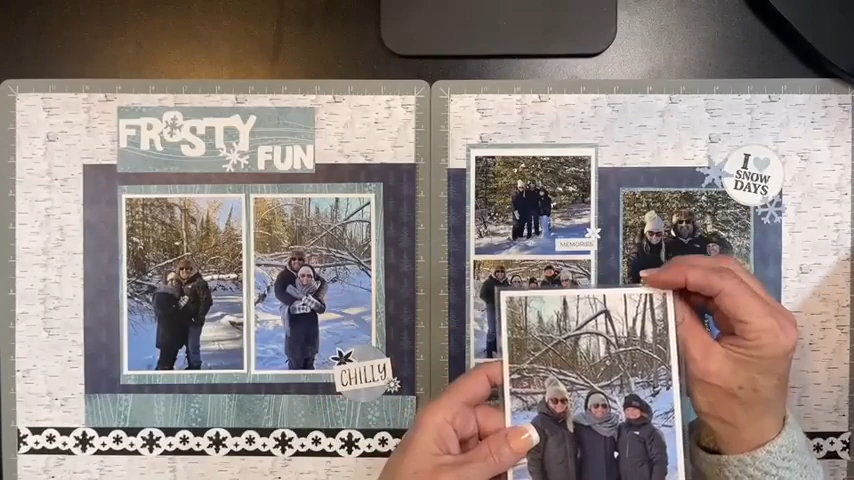 FROSTY
FUN
CHILLY
MEMORIES
I
SNOW
DAYS